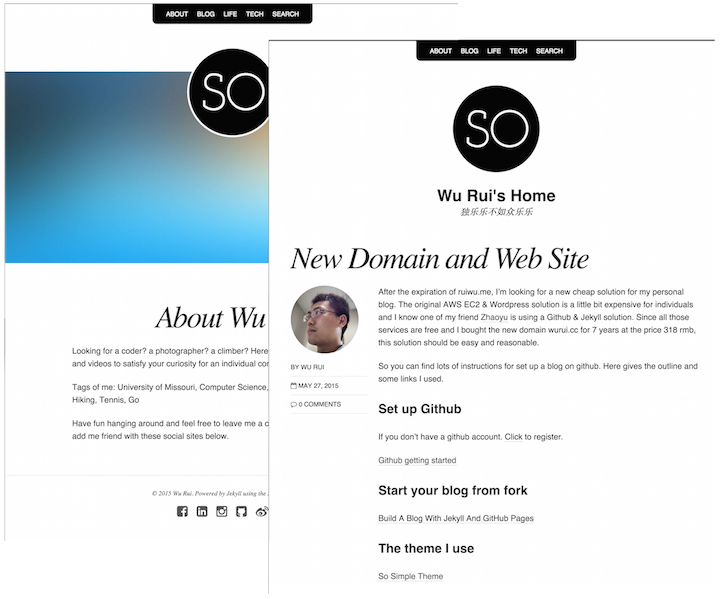 ABOUT BLOG LIFE TECH SEARCH
SO
About Wu
Looking for a coder? a photographer? a climber? Here
and videos to satisfy your curiosity for an individual
Tags of me: University of Missouri, Computer Science,
Hiking, Tennis, Go
Have fun hanging around and feel free to leave me a
add me friend with these social sites below.
© 2015 Wu Rui. Powered by Jekyll using the
ABOUT BLOG LIFE TECH SEARCH
SO
Wu Rui's Home
独乐乐不如众乐乐
New Domain and Web Site
After the expiration of ruiwu.me, I'm looking for a new cheap solution for my personal
blog. The original AWS EC2 & Wordpress solution is a little bit expensive for individuals
and I know one of my friend Zhaoyu is using a Github & Jekyll solution. Since all those
services are free and I bought the new domain wurui.cc for 7 years at the price 318 rmb,
this solution should be easy and reasonable.
So you can find lots of instructions for set up a blog on github. Here gives the outline and
some links I used.
BY WU RUI
MAY 27, 2015
0 COMMENTS
Set up Github
If you don't have a github account. Click to register.
Github getting started
Start your blog from fork
Build A Blog With Jekyll And GitHub Pages
The theme I use
So Simple Theme